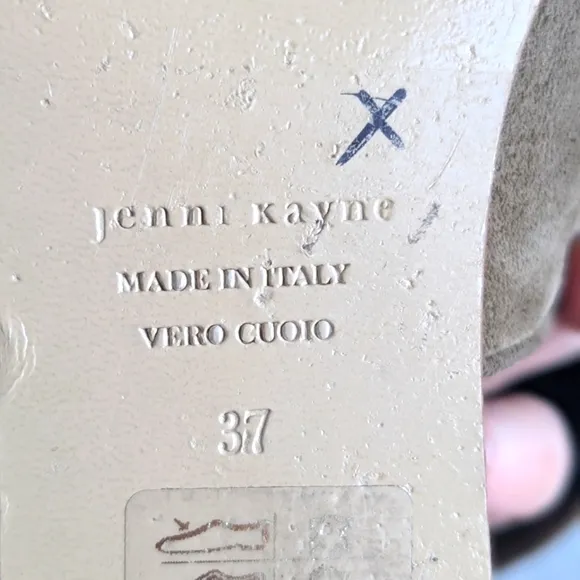 X
jenni kayne
MADE IN ITALY
VERO CUOIO
37